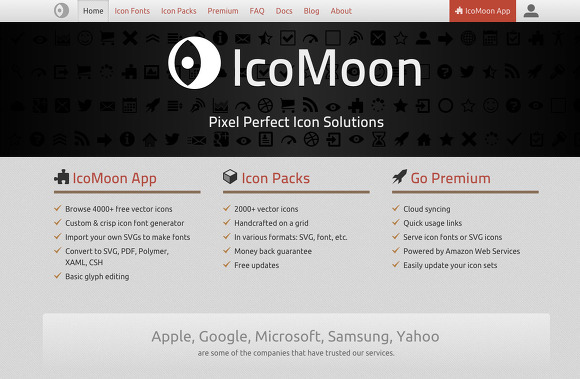 Home Icon Fonts Icon Packs Premium FAQ Docs Blog About IcoMoon App
IcoMoon
Pixel Perfect Icon Solutions
IcoMoon App
Browse 4000+ free vector icons
Custom & crisp icon font generator
Import your own SVGs to make fonts
Convert to SVG, PDF, Polymer,
XAML, CSH
Basic glyph editing
Icon Packs
2000+ vector icons
Handcrafted on a grid
In various formats: SVG, font, etc.
Money back guarantee
Free updates
Go Premium
Cloud syncing
Quick usage links
Serve icon fonts or SVG icons
Powered by Amazon Web Services
Easily update your icon sets
Apple, Google, Microsoft, Samsung, Yahoo
are some of the companies that have trusted our services.